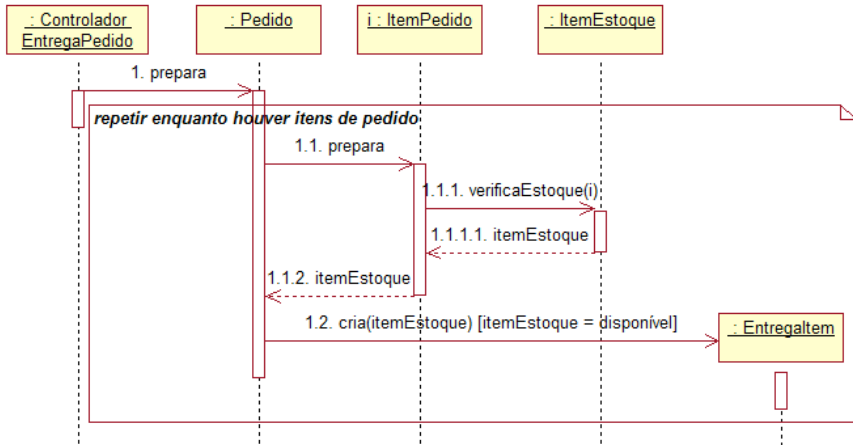 : Controlador
EntregaPedido
: Pedido
i : ItemPedido
: ItemEstoque
1. prepara
repetir enquanto houver itens de pedido
1.1. prepara
1.1.1. verificaEstoque(i)
1.1.1.1. itemEstoque
1.1.2. itemEstoque
1.2. cria(itemEstoque) [itemEstoque = disponível]
: EntregaItem